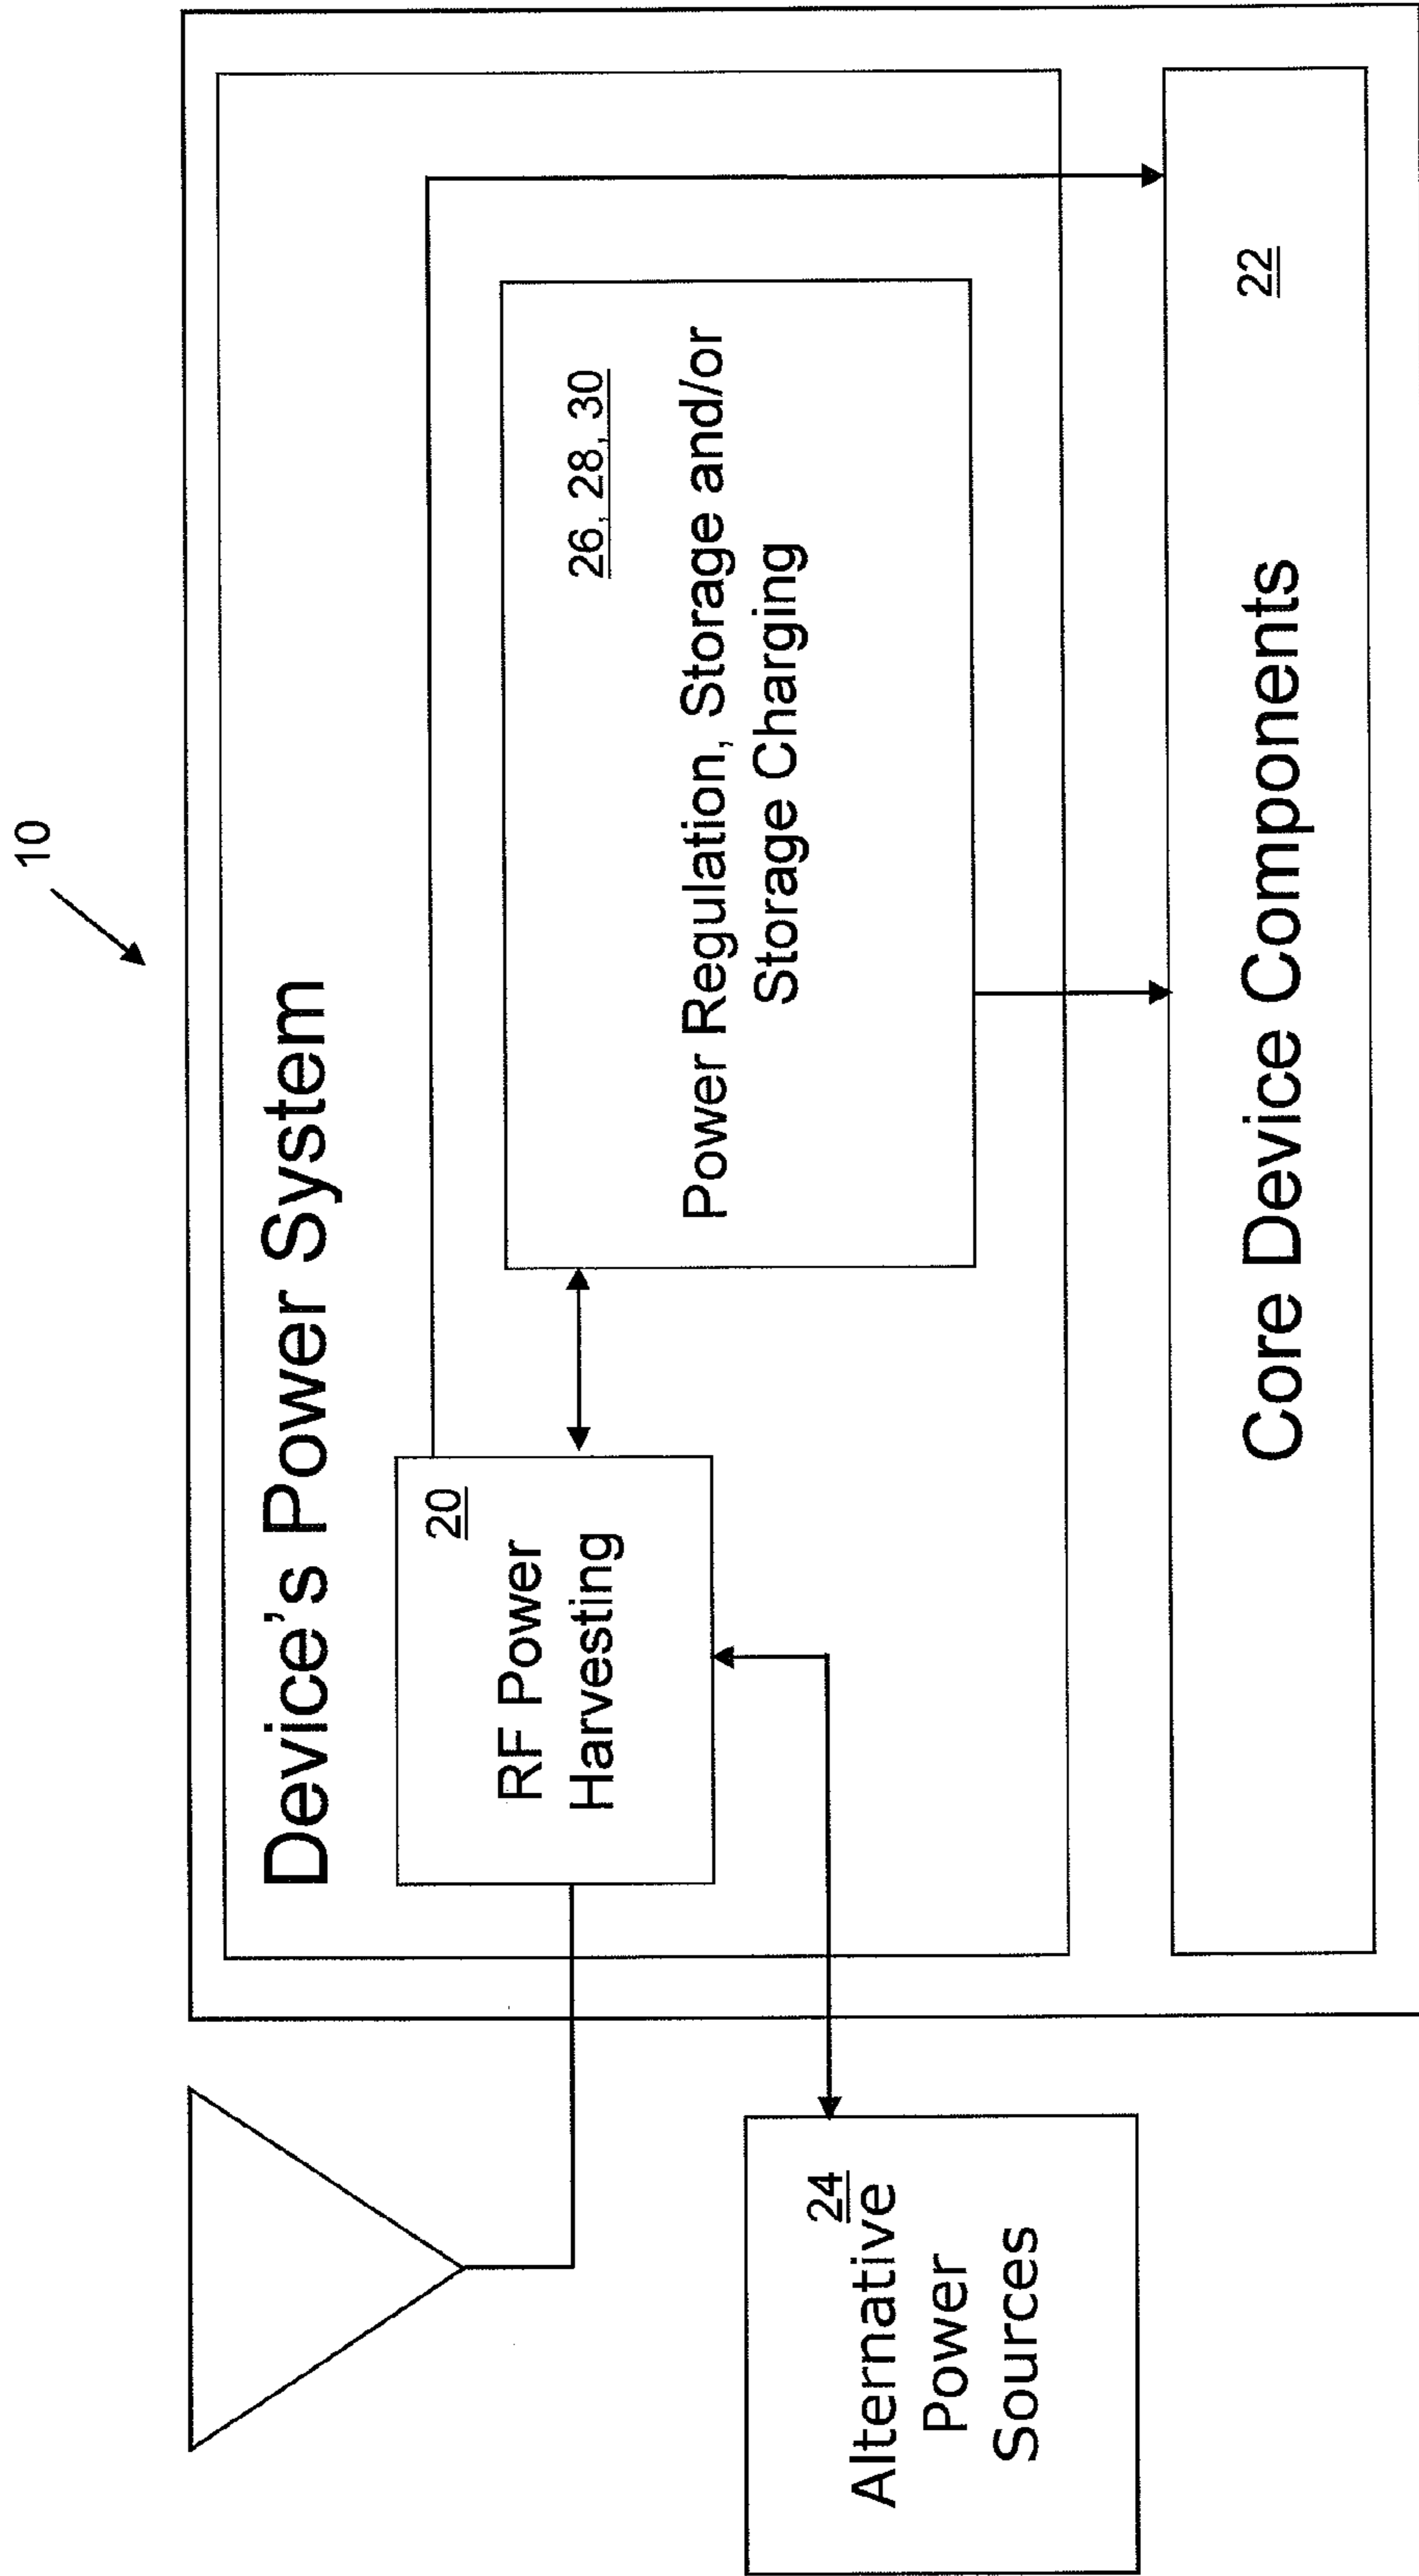 10
Device's Power System
20
RF Power
Harvesting
26, 28, 30
Power Regulation, Storage and/or
Storage Charging
24
Alternative
Power
Sources
22
Core Device Components